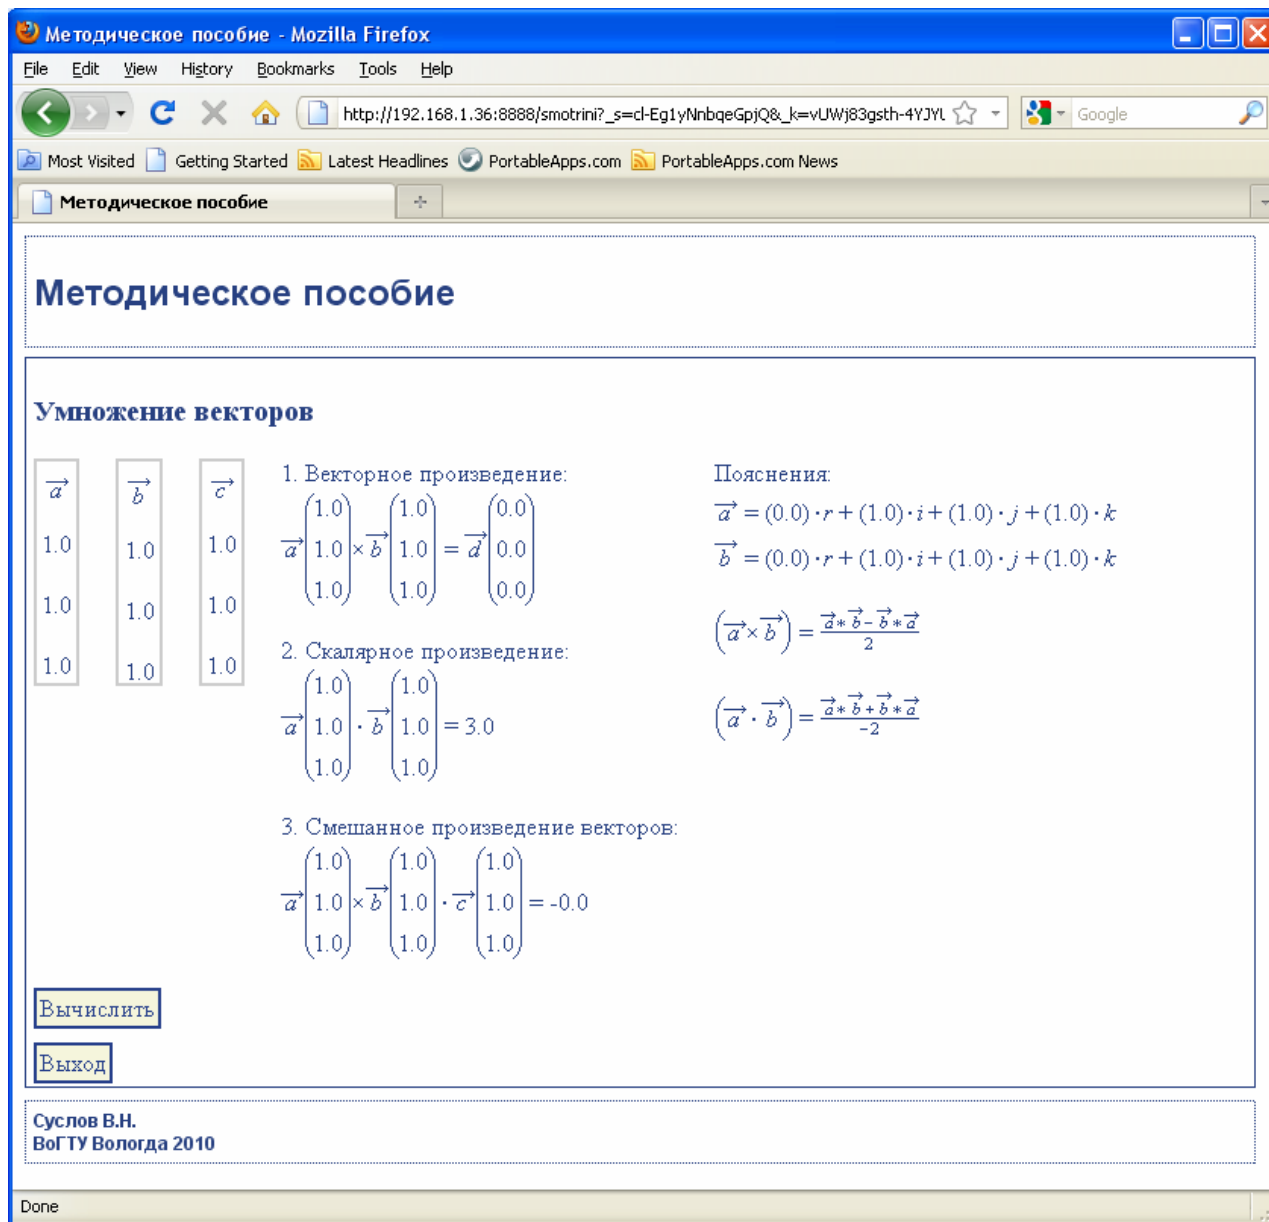 Методическое пособие - Mozilla Firefox
File Edit View History Bookmarks Tools Help
http://192.168.1.36:8888/smotrini?_s=cl-Eg1yNnbqeGpjQ&_k=vUWj83gsth-4YJYL Google
Most Visited Getting Started Latest Headlines PortableApps.com PortableApps.com News
Методическое пособие
Методическое пособие
Умножение векторов
a b c
1.0 1.0 1.0
1.0 1.0 1.0
1.0 1.0 1.0
1. Векторное произведение:
a (1.0 1.0 1.0) × b (1.0 1.0 1.0) = d (0.0 0.0 0.0)
2. Скалярное произведение:
a (1.0 1.0 1.0) · b (1.0 1.0 1.0) = 3.0
3. Смешанное произведение векторов:
a (1.0 1.0 1.0) × b (1.0 1.0 1.0) · c (1.0 1.0 1.0) = -0.0
Пояснения:
a = (0.0) · r + (1.0) · i + (1.0) · j + (1.0) · k
b = (0.0) · r + (1.0) · i + (1.0) · j + (1.0) · k
(a × b) = (a * b − b * a) / 2
(a · b) = (a * b + b * a) / −2
Вычислить
Выход
Суслов В.Н.
ВоГТУ Вологда 2010
Done